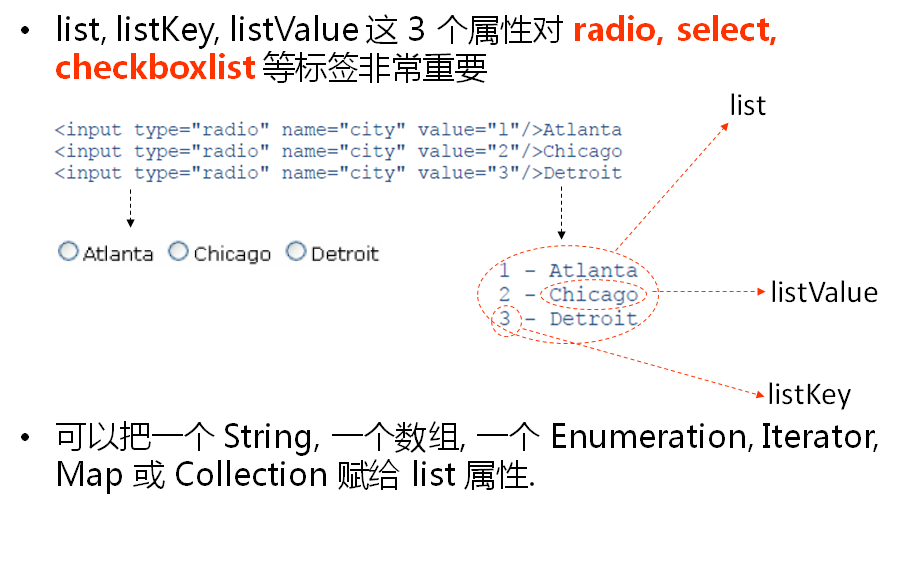 • list, listKey, listValue 这 3 个属性对 radio, select,
checkboxlist 等标签非常重要
list
<input type="radio" name="city" value="1"/>Atlanta
<input type="radio" name="city" value="2"/>Chicago
<input type="radio" name="city" value="3"/>Detroit
Atlanta Chicago Detroit
1 - Atlanta
2 - Chicago
3 - Detroit
listValue
listKey
• 可以把一个 String, 一个数组, 一个 Enumeration, Iterator,
Map 或 Collection 赋给 list 属性.